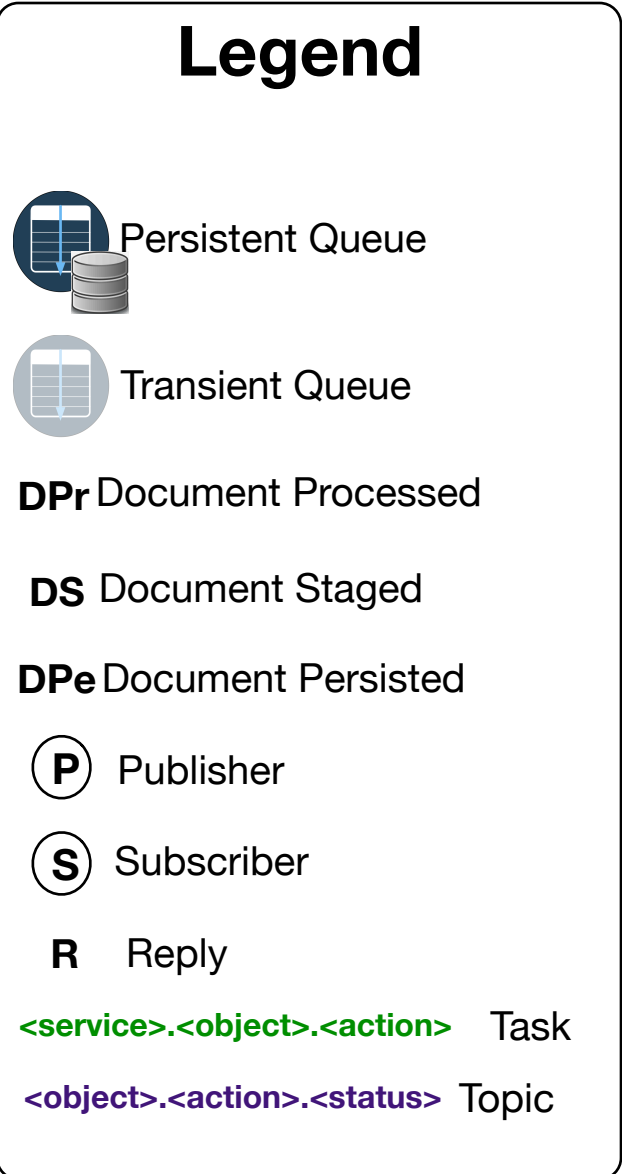 Legend
Persistent Queue
Transient Queue
DPr Document Processed
DS Document Staged
DPe Document Persisted
P Publisher
S Subscriber
R Reply
<service>.<object>.<action> Task
<object>.<action>.<status> Topic